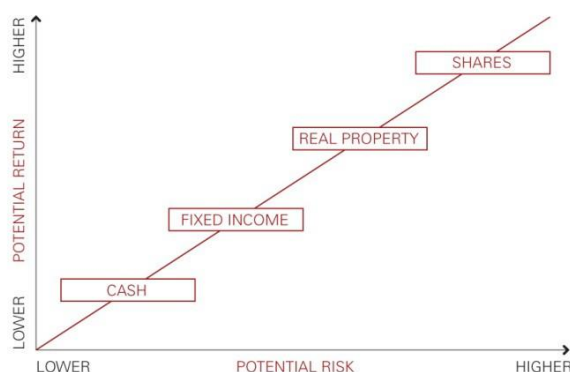 HIGHER
SHARES
REAL PROPERTY
POTENTIAL RETURN
FIXED INCOME
CASH
LOWER
LOWER POTENTIAL RISK HIGHER